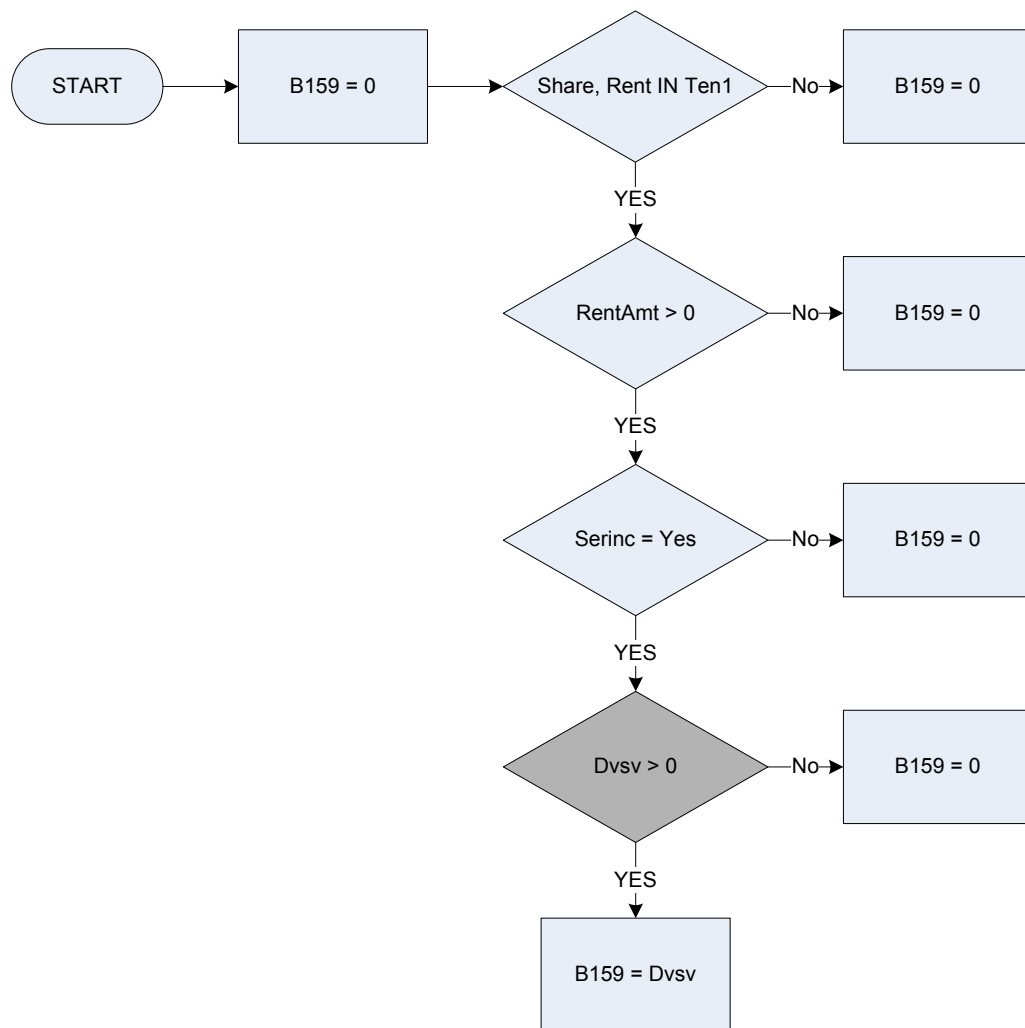 START
B159 = 0
Share, Rent IN Ten1
No
B159 = 0
YES
RentAmt > 0
No
B159 = 0
YES
Serinc = Yes
No
B159 = 0
YES
Dvsv > 0
No
B159 = 0
YES
B159 = Dvsv